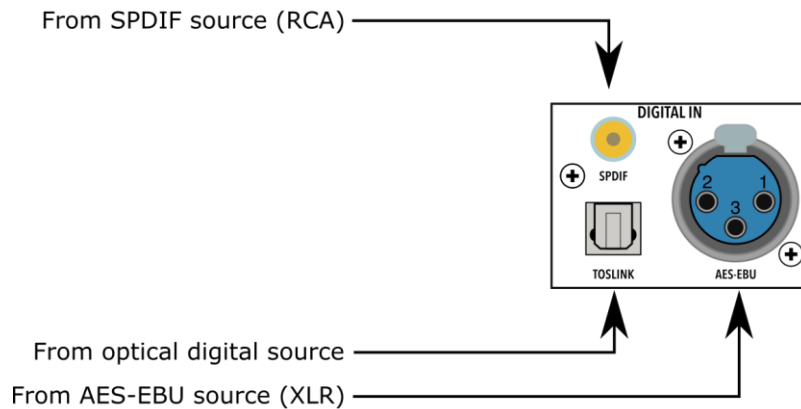 From SPDIF source (RCA)
DIGITAL IN
SPDIF
2 1
3
TOSLINK
AES-EBU
From optical digital source
From AES-EBU source (XLR)